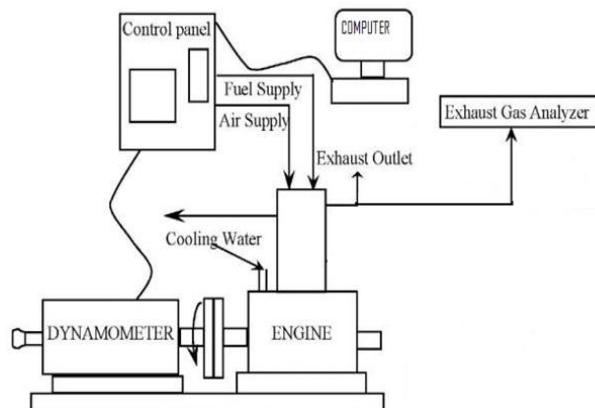 COMPUTER
Control panel
Fuel Supply
Air Supply
Exhaust Gas Analyzer
Exhaust Outlet
Cooling Water
DYNAMOMETER
ENGINE